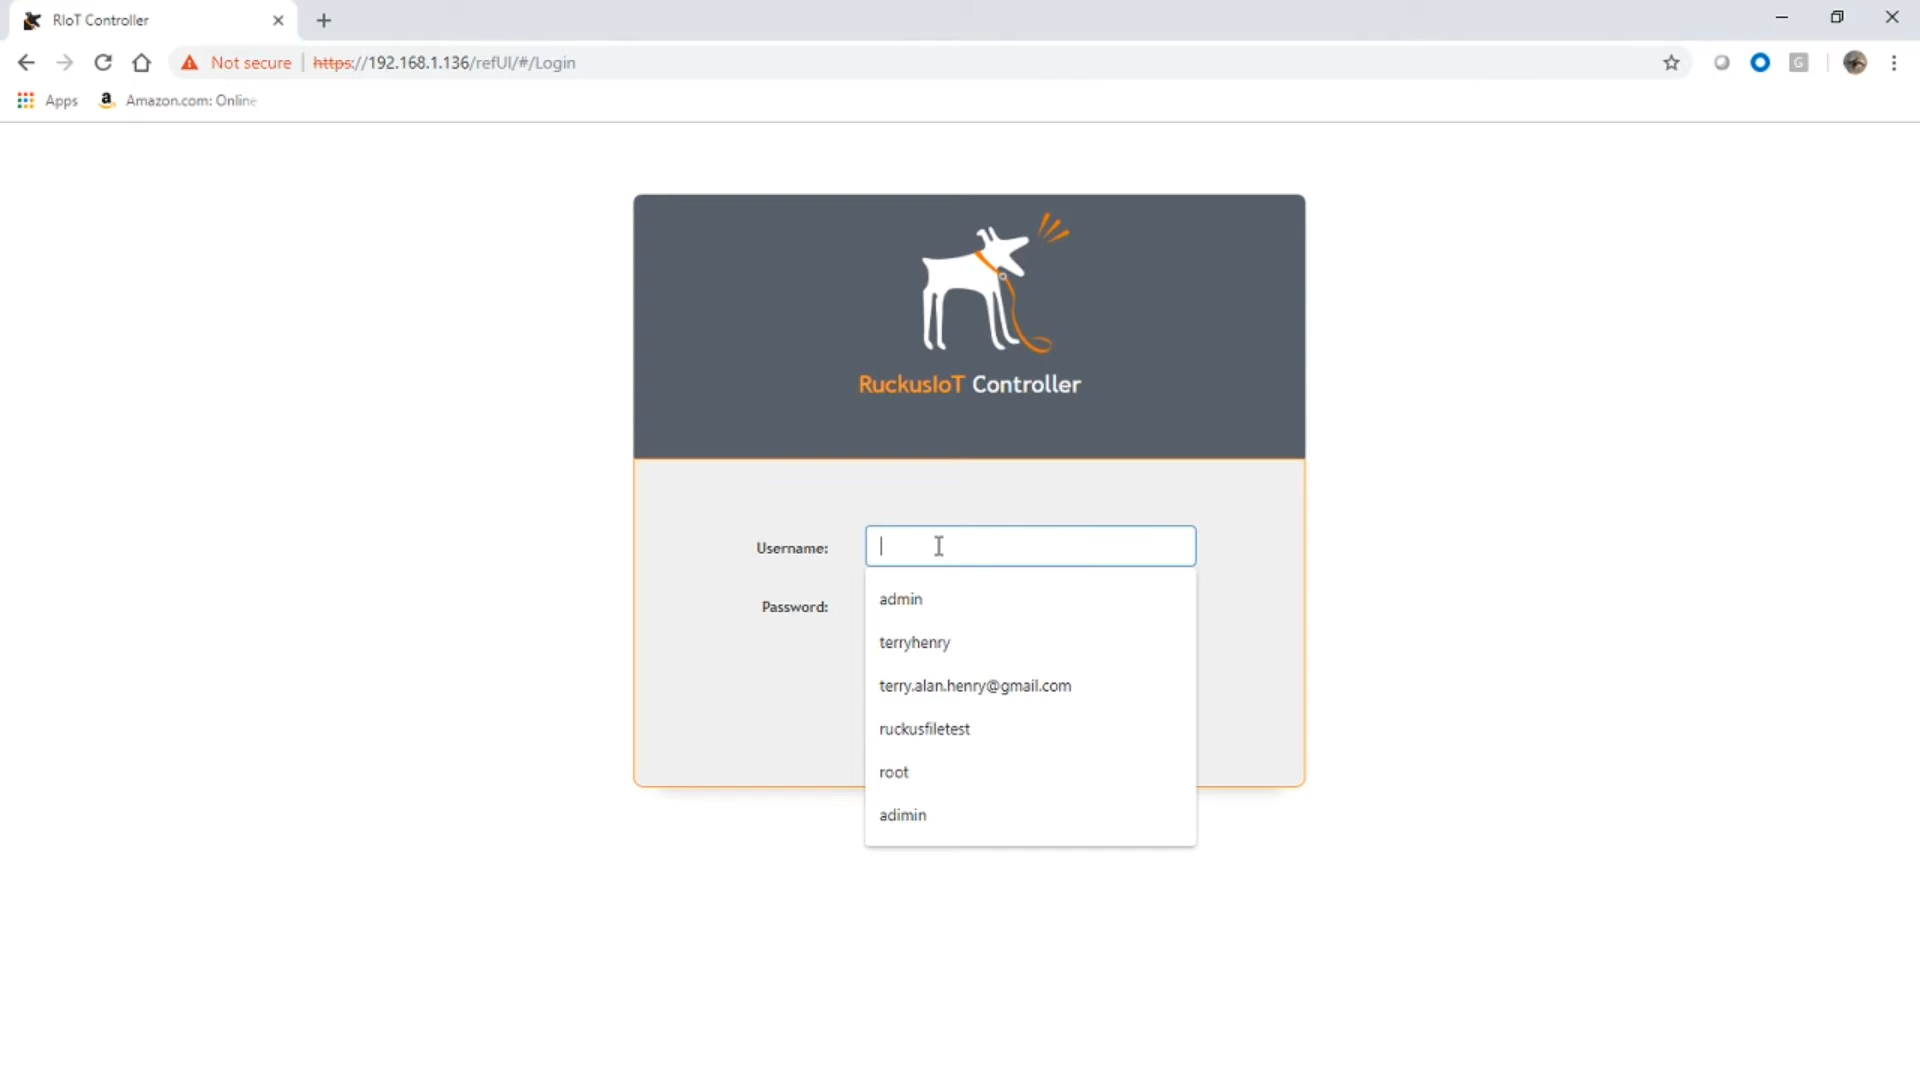 RIoT Controller
Not secure | https://192.168.1.136/refUI/#/Login
G
Apps
a Amazon.com: Online
RuckusIoT Controller
Username:
admin
Password:
terryhenry
terry.alan.henry@gmail.com
ruckusfiletest
root
adimin